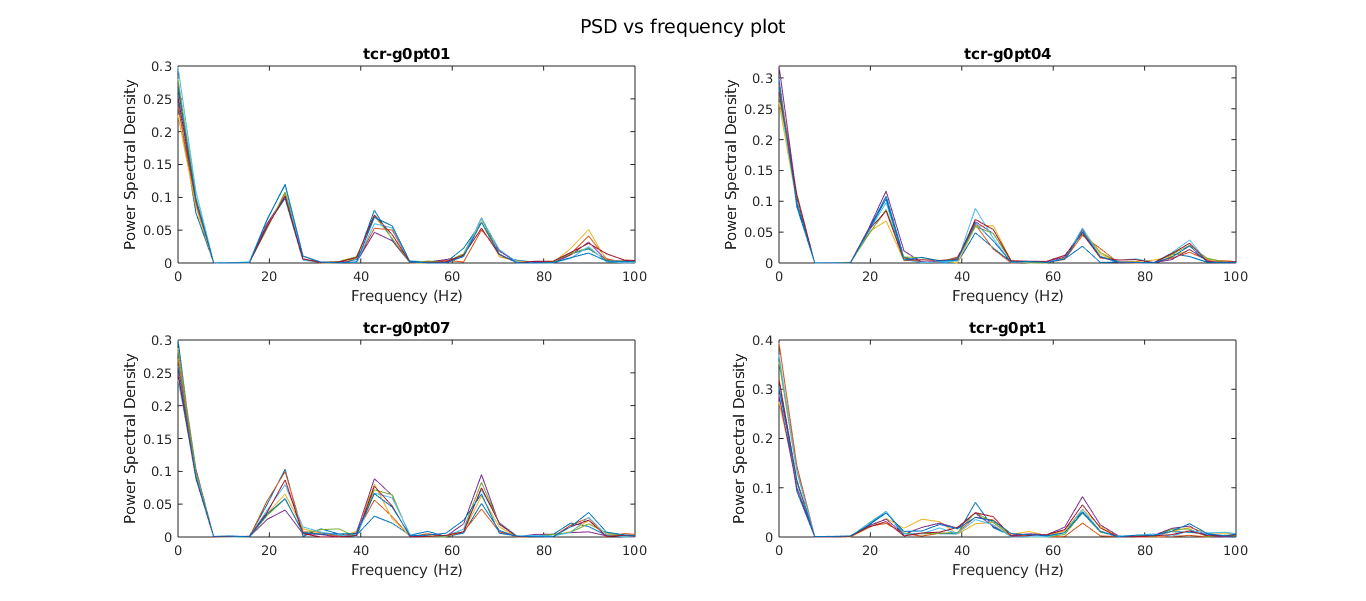 PSD vs frequency plot
tcr-g0pt01
Power Spectral Density
0.3
0.25
0.2
0.15
0.1
0.05
0
0 20 40 60 80 100
Frequency (Hz)
tcr-g0pt04
Power Spectral Density
0.3
0.25
0.2
0.15
0.1
0.05
0
0 20 40 60 80 100
Frequency (Hz)
tcr-g0pt07
Power Spectral Density
0.3
0.25
0.2
0.15
0.1
0.05
0
0 20 40 60 80 100
Frequency (Hz)
tcr-g0pt1
Power Spectral Density
0.4
0.3
0.2
0.1
0
0 20 40 60 80 100
Frequency (Hz)